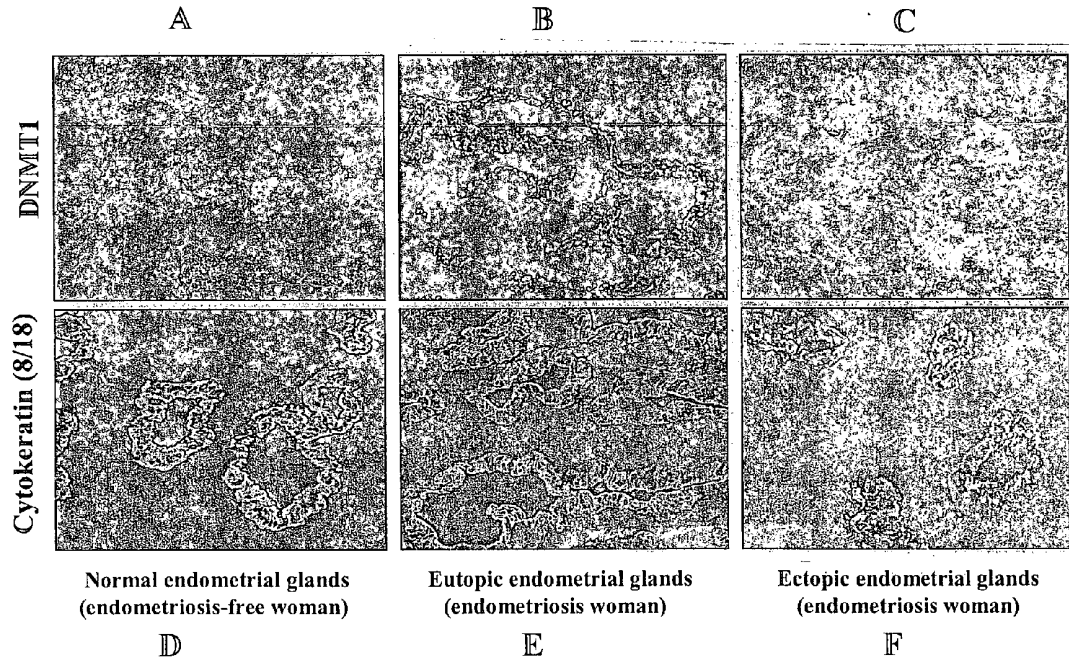 A B C
DNMT1
Cytokeratin (8/18)
Normal endometrial glands
(endometriosis-free woman)
Eutopic endometrial glands
(endometriosis woman)
Ectopic endometrial glands
(endometriosis woman)
D E F